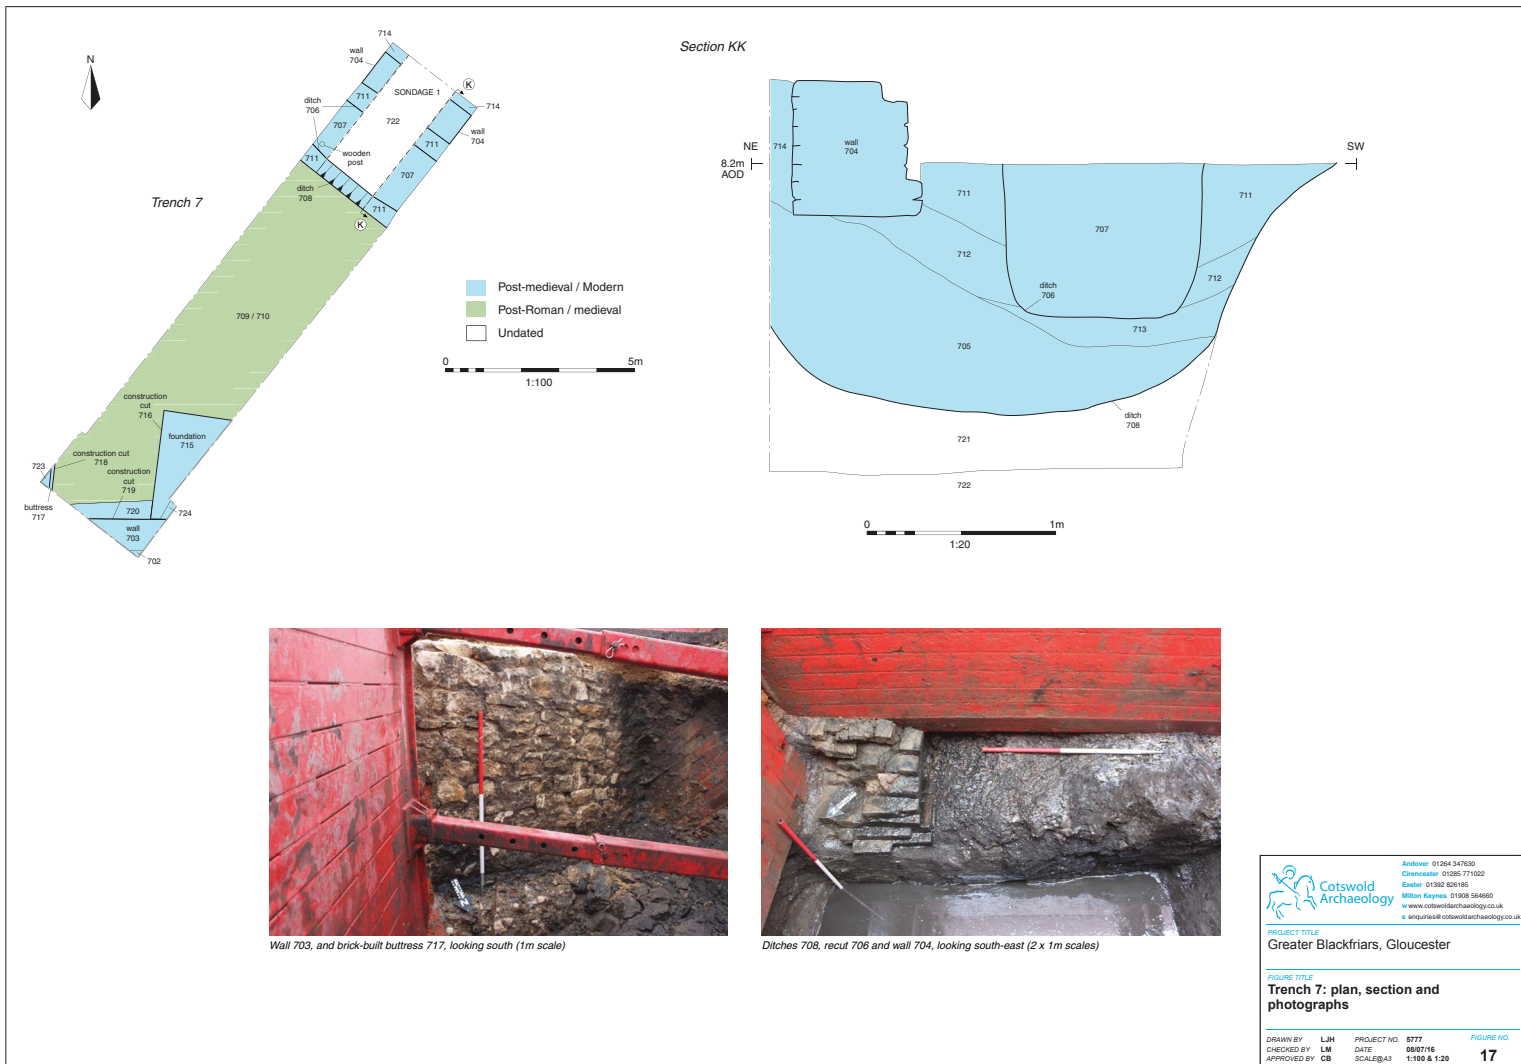 N
Trench 7
714
wall
704
711
ditch
706
707
711
wooden
post
SONDAGE 1
722
K
714
wall
704
711
707
ditch
708
711
K
709 / 710
construction
cut
716
foundation
715
construction cut
718
construction
cut
719
723
buttress
717
720
724
wall
703
702
Post-medieval / Modern
Post-Roman / medieval
Undated
0 5m
1:100
Section KK
NE
8.2m
AOD
SW
714
wall
704
711
707
711
712
712
ditch
706
713
705
ditch
708
721
722
0 1m
1:20
Wall 703, and brick-built buttress 717, looking south (1m scale)
Ditches 708, recut 706 and wall 704, looking south-east (2 x 1m scales)
Cotswold
Archaeology
Andover 01264 347630
Cirencester 01285 771022
Exeter 01392 826185
Milton Keynes 01908 564660
w www.cotswoldarchaeology.co.uk
e enquiries@cotswoldarchaeology.co.uk
PROJECT TITLE
Greater Blackfriars, Gloucester
FIGURE TITLE
Trench 7: plan, section and
photographs
DRAWN BY LJH PROJECT NO. 5777 FIGURE NO.
CHECKED BY LM DATE 08/07/16
APPROVED BY CB SCALE@A3 1:100 & 1:20 17